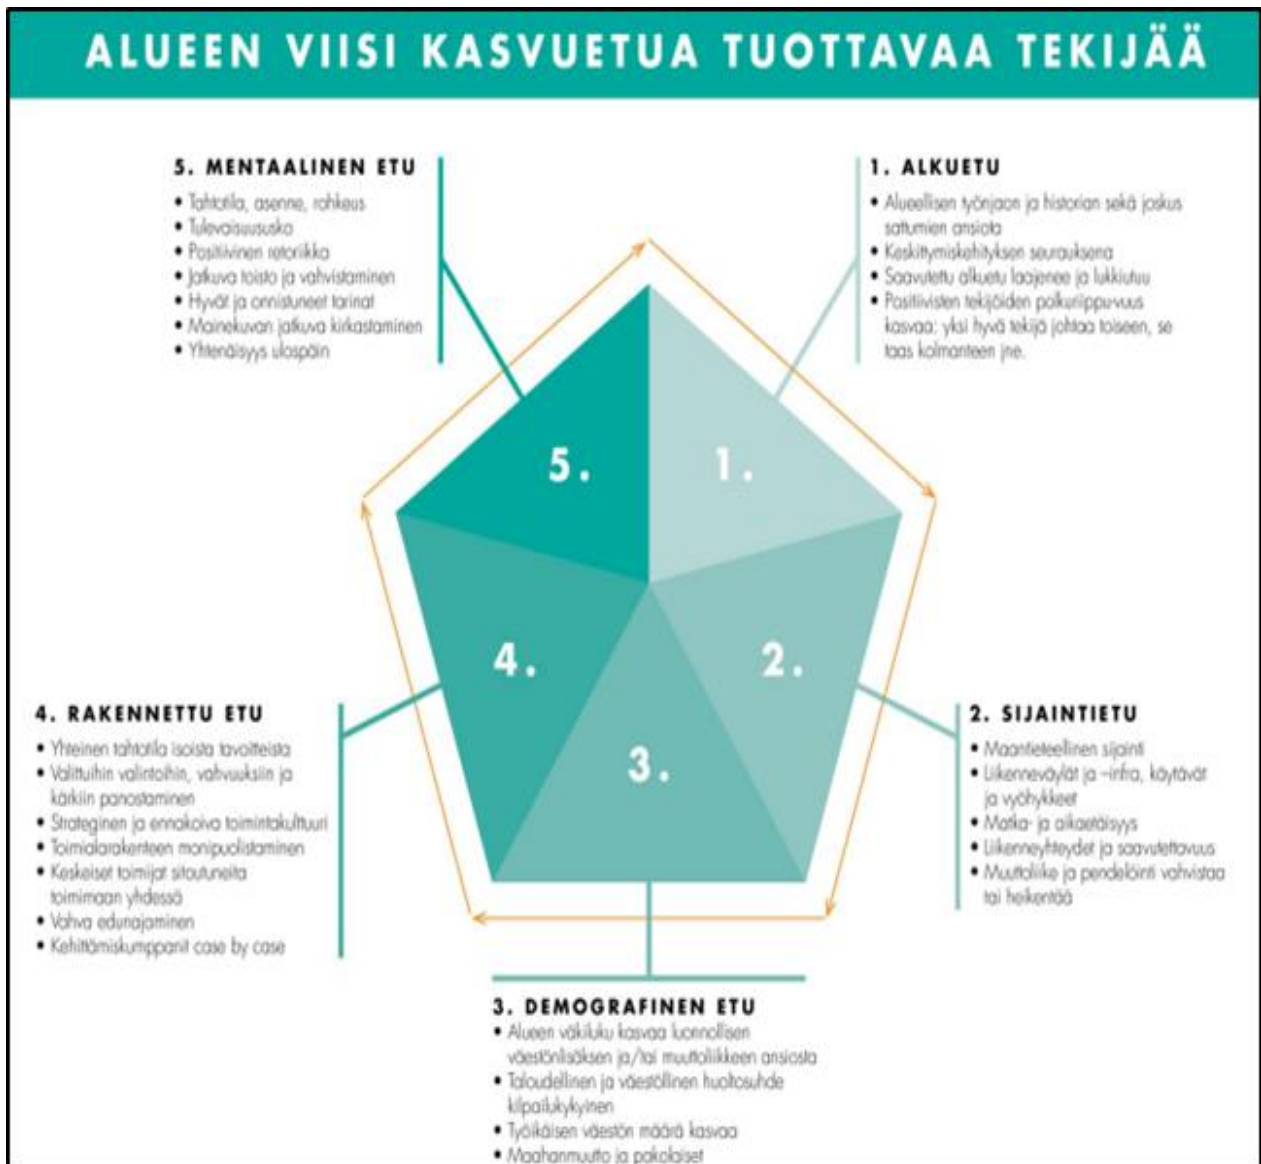 ALUEEN VIISI KASVUETUA TUOTTAVAA TEKIJÄÄ
5. MENTAALINEN ETU
• Tahtotila, asenne, rohkeus
• Tulevaisuususko
• Positiivinen retoriikka
• Jatkuva toisto ja vahvistaminen
• Hyvät ja onnistuneet tarinat
• Mainekuvan jatkuva kirkastaminen
• Yhtenäisyys ulospäin
1. ALKUETU
• Alueellisen työnjaon ja historian sekä joskus
sattumien ansiota
• Keskittymiskehityksen seurauksena
• Saavutettu alkuetu laajenee ja lukkiutuu
• Positiivisten tekijöiden polkuriippu-vuus
kasvaa: yksi hyvä tekijä johtaa toiseen, se
taas kolmanteen jne.
5.
1.
4.
2.
3.
4. RAKENNETTU ETU
• Yhteinen tahtotila isoista tavoitteista
• Valittuihin valintoihin, vahvuuksiin ja
kärkiin panostaminen
• Strateginen ja ennakoiva toimintakulttuuri
• Toimialarakenteen monipuolistaminen
• Keskeiset toimijat sitoutuneita
toimimaan yhdessä
• Vahva edunajaminen
• Kehittämiskumppanit case by case
2. SIJAINTIETU
• Maantieteellinen sijainti
• Liikenneväylät ja –infra, käytävät
ja vyöhykkeet
• Matka- ja aikaetäisyys
• Liikenneyhteydet ja saavutettavuus
• Muuttoliike ja pendelöinti vahvistaa
tai heikentää
3. DEMOGRAFINEN ETU
• Alueen väkiluku kasvaa luonnollisen
väestönlisäksen ja/tai muuttoliikkeen ansiosta
• Taloudellinen ja väestöllinen huoltosuhde
kilpailukykyinen
• Työikäisen väestön määrä kasvaa
• Maahanmuutto ja pakolaiset